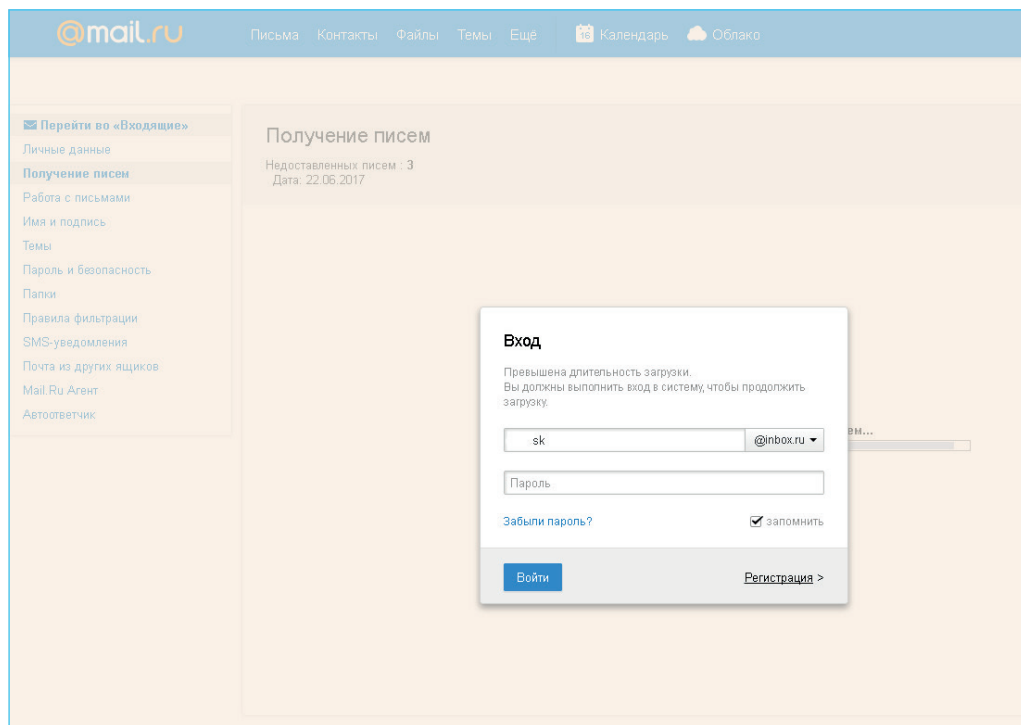 @mail.ru Письма Контакты Файлы Темы Ещё 16 Календарь Облако
Перейти во «Входящие»
Личные данные
Получение писем
Работа с письмами
Имя и подпись
Темы
Пароль и безопасность
Папки
Правила фильтрации
SMS-уведомления
Почта из других ящиков
Mail.Ru Агент
Автоответчик
Получение писем
Недоставленных писем : 3
Дата: 22.06.2017
Вход
Превышена длительность загрузки.
Вы должны выполнить вход в систему, чтобы продолжить
загрузку.
sk @inbox.ru
ем...
Пароль
Забыли пароль? запомнить
Войти Регистрация >